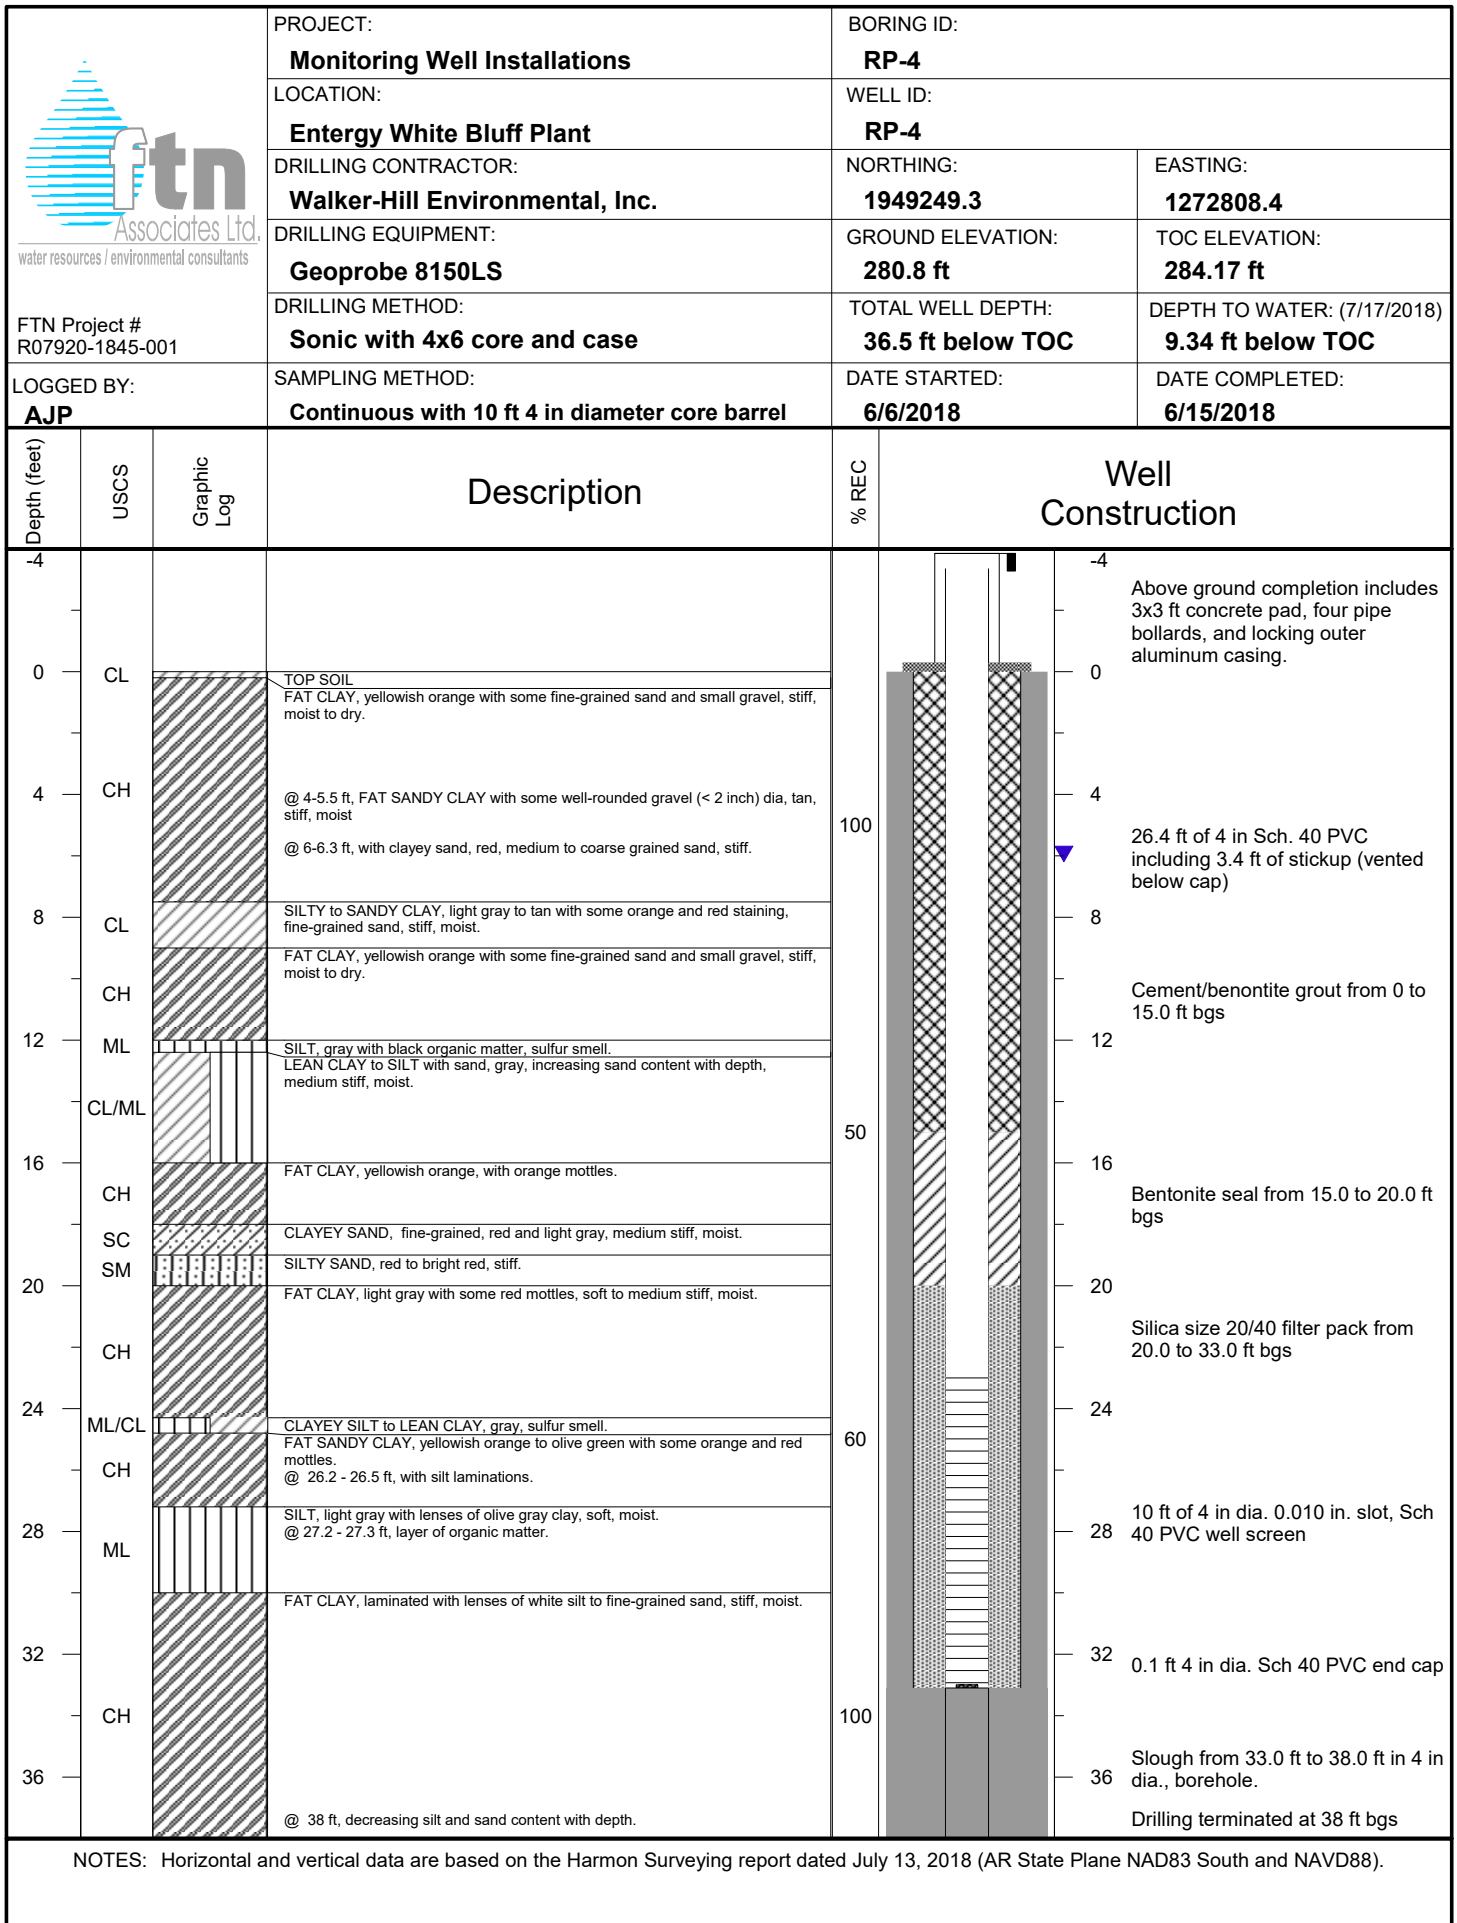 ftn
Associates Ltd.
water resources / environmental consultants
FTN Project #
R07920-1845-001
LOGGED BY:
AJP
PROJECT:
Monitoring Well Installations
LOCATION:
Entergy White Bluff Plant
DRILLING CONTRACTOR:
Walker-Hill Environmental, Inc.
DRILLING EQUIPMENT:
Geoprobe 8150LS
DRILLING METHOD:
Sonic with 4x6 core and case
SAMPLING METHOD:
Continuous with 10 ft 4 in diameter core barrel
BORING ID:
RP-4
WELL ID:
RP-4
NORTHING:
1949249.3
EASTING:
1272808.4
GROUND ELEVATION:
280.8 ft
TOC ELEVATION:
284.17 ft
TOTAL WELL DEPTH:
36.5 ft below TOC
DEPTH TO WATER: (7/17/2018)
9.34 ft below TOC
DATE STARTED:
6/6/2018
DATE COMPLETED:
6/15/2018
Depth (feet)
USCS
Graphic
Log
Description
% REC
Well
Construction
-4
0
4
8
12
16
20
24
28
32
36
CL
CH
CL
CH
ML
CL/ML
CH
SC
SM
CH
ML/CL
CH
ML
CH
TOP SOIL
FAT CLAY, yellowish orange with some fine-grained sand and small gravel, stiff,
moist to dry.
@ 4-5.5 ft, FAT SANDY CLAY with some well-rounded gravel (< 2 inch) dia, tan,
stiff, moist
@ 6-6.3 ft, with clayey sand, red, medium to coarse grained sand, stiff.
SILTY to SANDY CLAY, light gray to tan with some orange and red staining,
fine-grained sand, stiff, moist.
FAT CLAY, yellowish orange with some fine-grained sand and small gravel, stiff,
moist to dry.
SILT, gray with black organic matter, sulfur smell.
LEAN CLAY to SILT with sand, gray, increasing sand content with depth,
medium stiff, moist.
FAT CLAY, yellowish orange, with orange mottles.
CLAYEY SAND, fine-grained, red and light gray, medium stiff, moist.
SILTY SAND, red to bright red, stiff.
FAT CLAY, light gray with some red mottles, soft to medium stiff, moist.
CLAYEY SILT to LEAN CLAY, gray, sulfur smell.
FAT SANDY CLAY, yellowish orange to olive green with some orange and red
mottles.
@ 26.2 - 26.5 ft, with silt laminations.
SILT, light gray with lenses of olive gray clay, soft, moist.
@ 27.2 - 27.3 ft, layer of organic matter.
FAT CLAY, laminated with lenses of white silt to fine-grained sand, stiff, moist.
@ 38 ft, decreasing silt and sand content with depth.
100
50
60
100
-4
0
4
8
12
16
20
24
28
32
36
Above ground completion includes
3x3 ft concrete pad, four pipe
bollards, and locking outer
aluminum casing.
26.4 ft of 4 in Sch. 40 PVC
including 3.4 ft of stickup (vented
below cap)
Cement/benontite grout from 0 to
15.0 ft bgs
Bentonite seal from 15.0 to 20.0 ft
bgs
Silica size 20/40 filter pack from
20.0 to 33.0 ft bgs
10 ft of 4 in dia. 0.010 in. slot, Sch
40 PVC well screen
0.1 ft 4 in dia. Sch 40 PVC end cap
Slough from 33.0 ft to 38.0 ft in 4 in
dia., borehole.
Drilling terminated at 38 ft bgs
NOTES: Horizontal and vertical data are based on the Harmon Surveying report dated July 13, 2018 (AR State Plane NAD83 South and NAVD88).